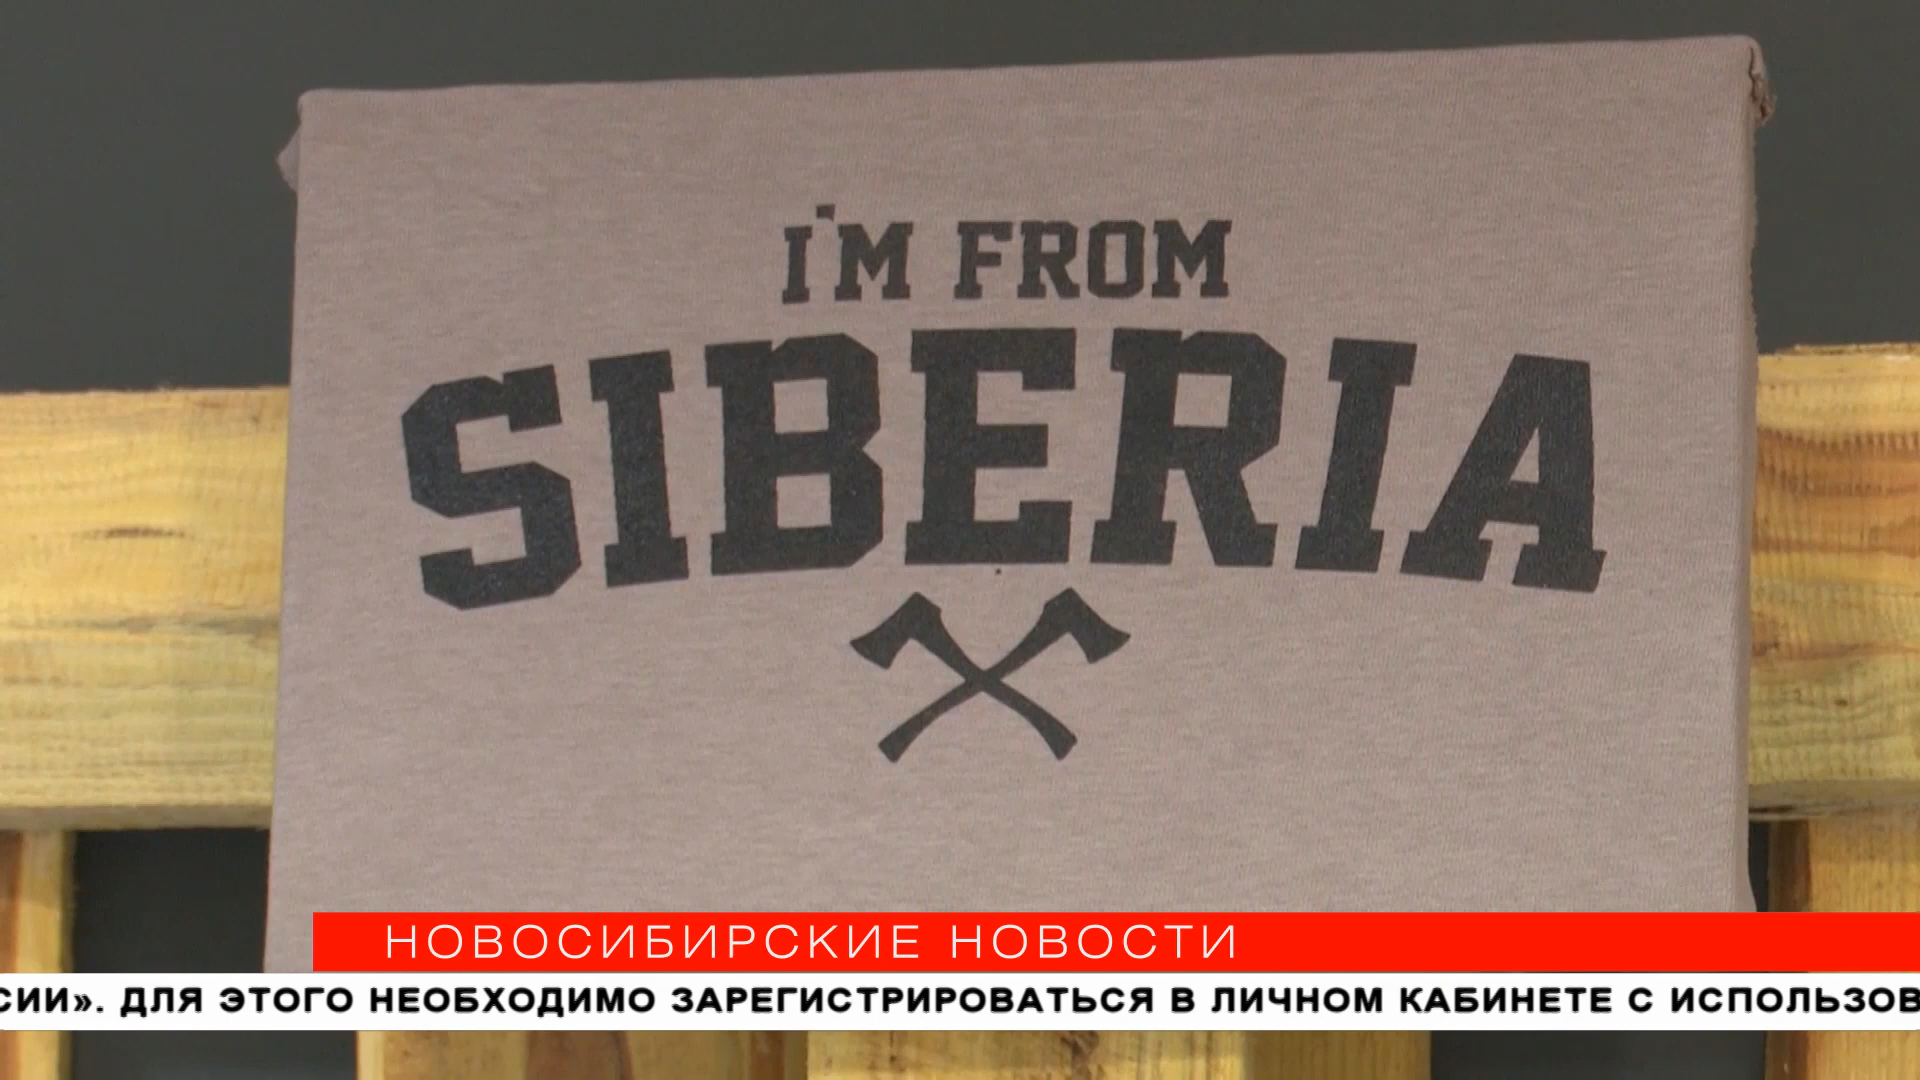 I'M FROM
SIBERIA
НОВОСИБИРСКИЕ НОВОСТИ
СИИ». ДЛЯ ЭТОГО НЕОБХОДИМО ЗАРЕГИСТРИРОВАТЬСЯ В ЛИЧНОМ КАБИНЕТЕ С ИСПОЛЬЗОВ